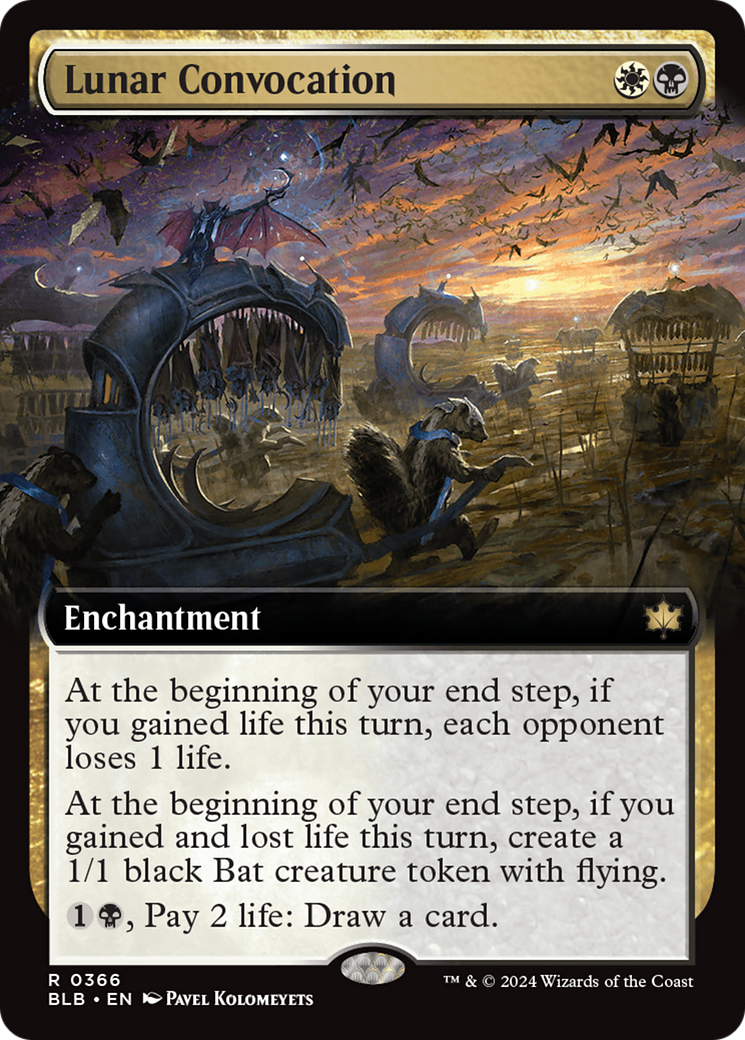 Lunar Convocation
Enchantment
At the beginning of your end step, if
you gained life this turn, each opponent
loses 1 life.
At the beginning of your end step, if you
gained and lost life this turn, create a
1/1 black Bat creature token with flying.
1, Pay 2 life: Draw a card.
R 0366
BLB • EN Pavel Kolomeyets
™ & © 2024 Wizards of the Coast